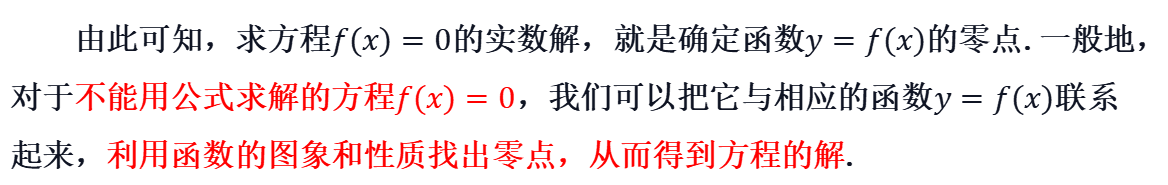 由此可知，求方程f(x) = 0的实数解，就是确定函数y = f(x)的零点.一般地，
对于不能用公式求解的方程f(x) = 0，我们可以把它与相应的函数y = f(x)联系
起来，利用函数的图象和性质找出零点，从而得到方程的解.